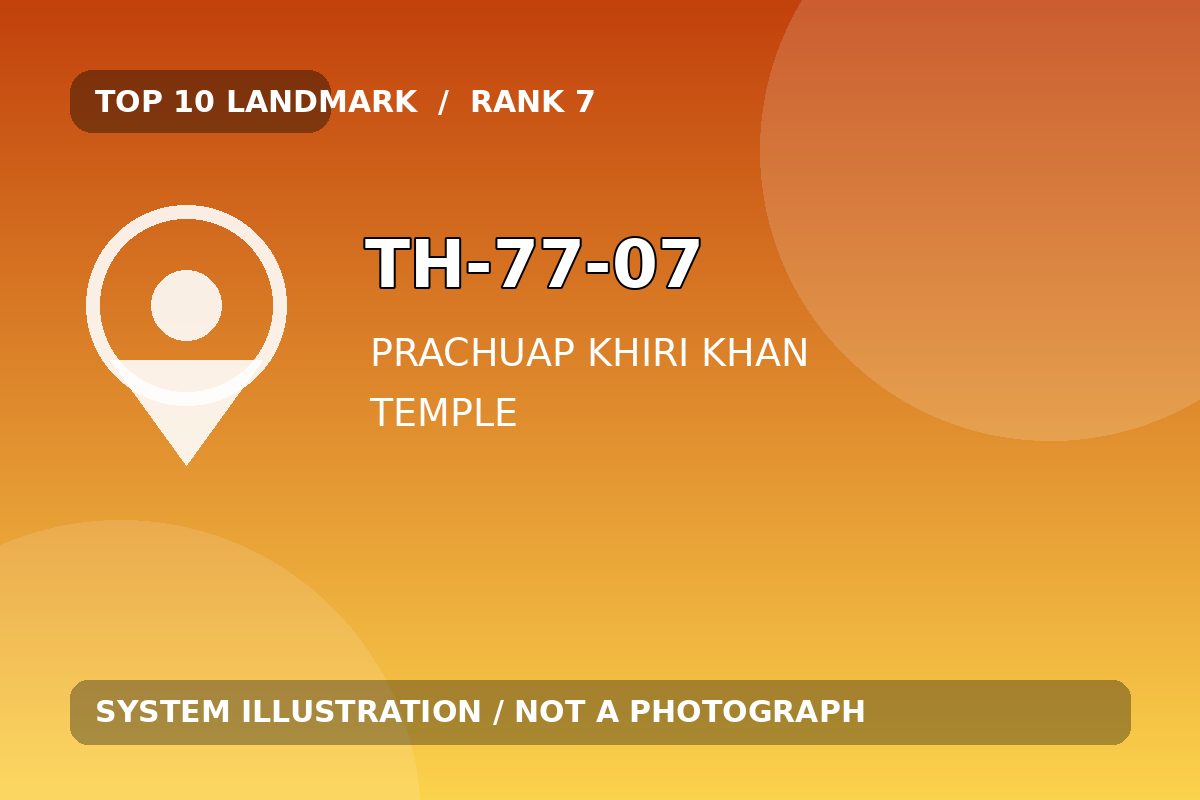 TOP 10 LANDMARK / RANK 7
TH-77-07
PRACHUAP KHIRI KHAN
TEMPLE
SYSTEM ILLUSTRATION / NOT A PHOTOGRAPH